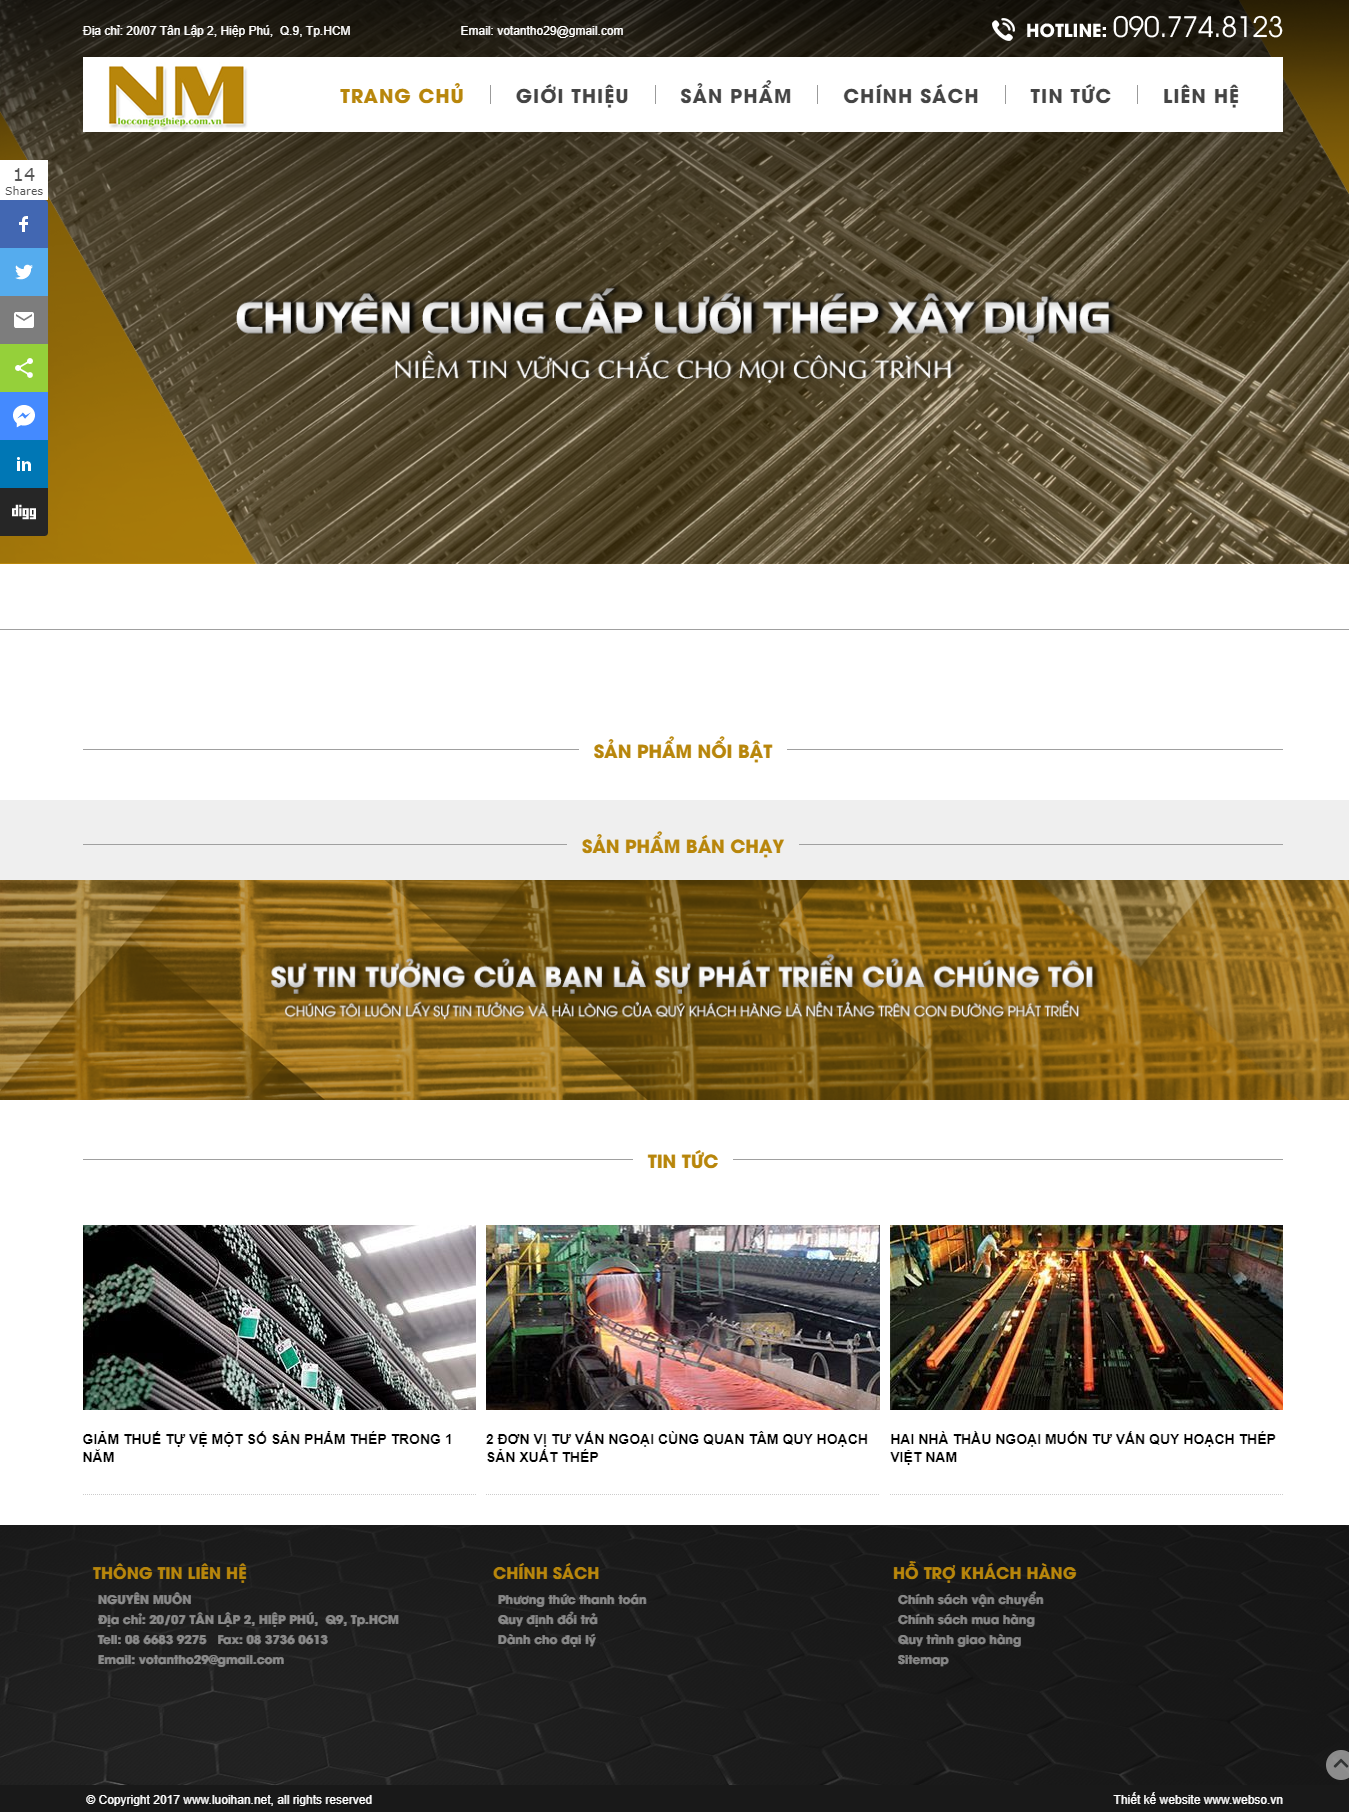 Địa chỉ: 20/07 Tân Lập 2, Hiệp Phú,  Q.9, Tp.HCM
Email: votantho29@gmail.com
HOTLINE: 090.774.8123
NM
loccongnghiep.com.vn
TRANG CHỦ
GIỚI THIỆU
SẢN PHẨM
CHÍNH SÁCH
TIN TỨC
LIÊN HỆ
14
Shares
digg
CHUYÊN CUNG CẤP LƯỚI THÉP XÂY DỰNG
NIỀM TIN VỮNG CHẮC CHO MỌI CÔNG TRÌNH
SẢN PHẨM NỔI BẬT
SẢN PHẨM BÁN CHẠY
SỰ TIN TƯỞNG CỦA BẠN LÀ SỰ PHÁT TRIỂN CỦA CHÚNG TÔI
CHÚNG TÔI LUÔN LẤY SỰ TIN TƯỞNG VÀ HÀI LÒNG CỦA QUÝ KHÁCH HÀNG LÀ NỀN TẢNG TRÊN CON ĐƯỜNG PHÁT TRIỂN
TIN TỨC
GIẢM THUẾ TỰ VỆ MỘT SỐ SẢN PHẨM THÉP TRONG 1
NĂM
2 ĐƠN VỊ TƯ VẤN NGOẠI CÙNG QUAN TÂM QUY HOẠCH
SẢN XUẤT THÉP
HAI NHÀ THẦU NGOẠI MUỐN TƯ VẤN QUY HOẠCH THÉP
VIỆT NAM
THÔNG TIN LIÊN HỆ
NGUYÊN MUÔN
Địa chỉ: 20/07 TÂN LẬP 2, HIỆP PHÚ,  Q9, Tp.HCM
Tell: 08 6683 9275   Fax: 08 3736 0613
Email: votantho29@gmail.com
CHÍNH SÁCH
Phương thức thanh toán
Quy định đổi trả
Dành cho đại lý
HỖ TRỢ KHÁCH HÀNG
Chính sách vận chuyển
Chính sách mua hàng
Quy trình giao hàng
Sitemap
© Copyright 2017 www.luoihan.net, all rights reserved
Thiết kế website www.webso.vn